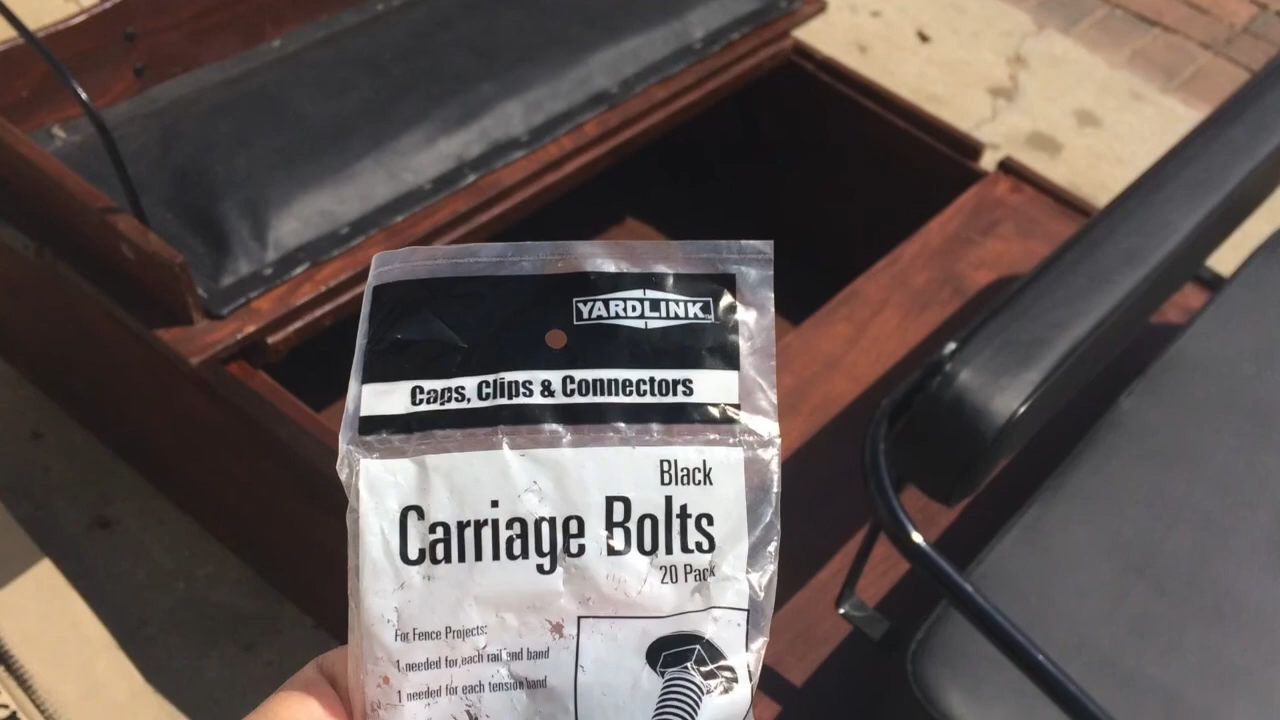 YARDLINK™
Caps, Clips & Connectors
Black
Carriage Bolts
20 Pack
For Fence Projects:
1 needed for each rail end band
1 needed for each tension band